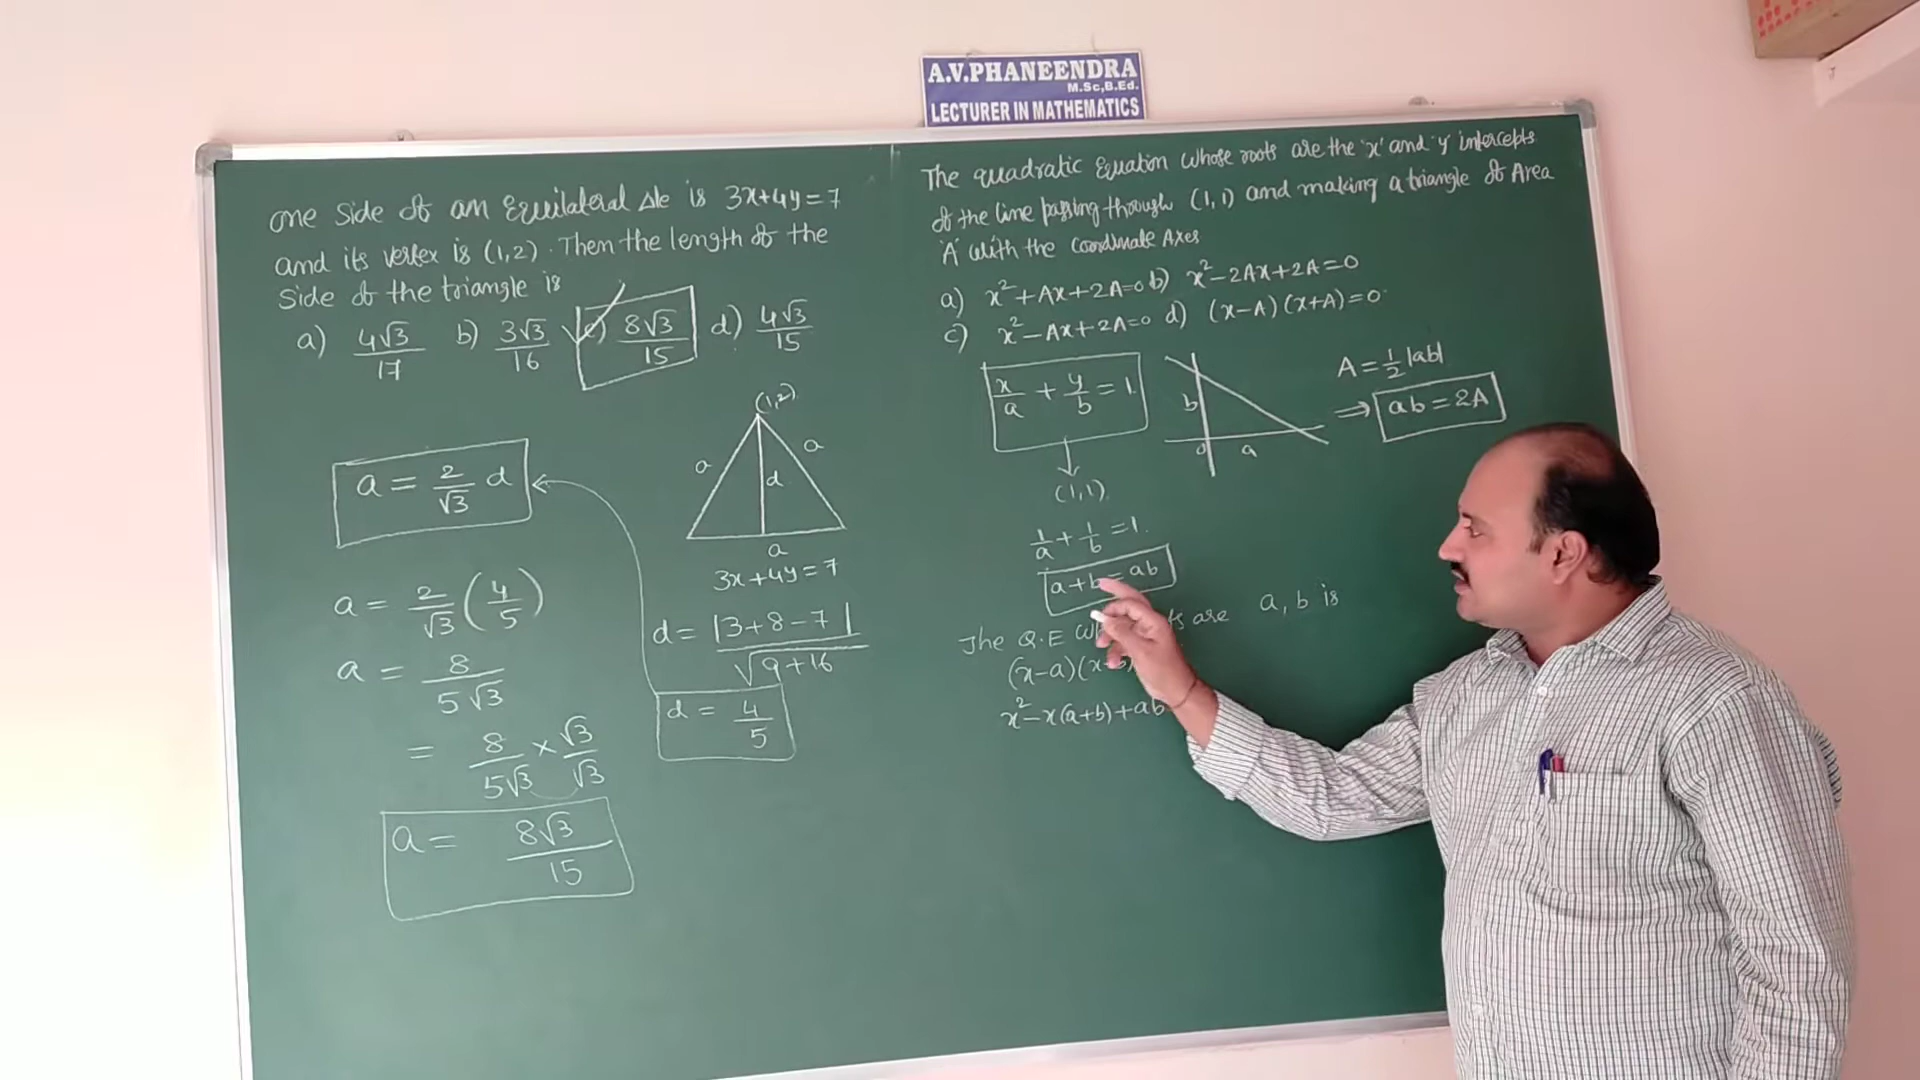 A.V.PHANEENDRA
M.Sc,B.Ed.
LECTURER IN MATHEMATICS
one side of an Equilateral Δle is 3x+4y=7
and its vertex is (1,2). Then the length of the
side of the triangle is
a) 4√3/17 b) 3√3/16 c) 8√3/15 d) 4√3/15
(1,2)
a a
d
a
3x+4y=7
a = 2/√3 d
d = |3+8-7|/√9+16
d = 4/5
a = 2/√3 (4/5)
a = 8/5√3
= 8/5√3 × √3/√3
a = 8√3/15
The quadratic Equation whose roots are the 'x' and 'y' intercepts
of the line passing through (1,1) and making a triangle of Area
'A' with the coordinate Axes
a) x²+Ax+2A=0 b) x²-2Ax+2A=0
c) x²-Ax+2A=0 d) (x-A)(x+A)=0
x/a + y/b = 1
b
o a
A = ½|ab|
⇒ ab = 2A
(1,1)
1/a + 1/b = 1.
a+b = ab
The Q.E are a, b is
(x-a)(x-b)
x²-x(a+b)+ab